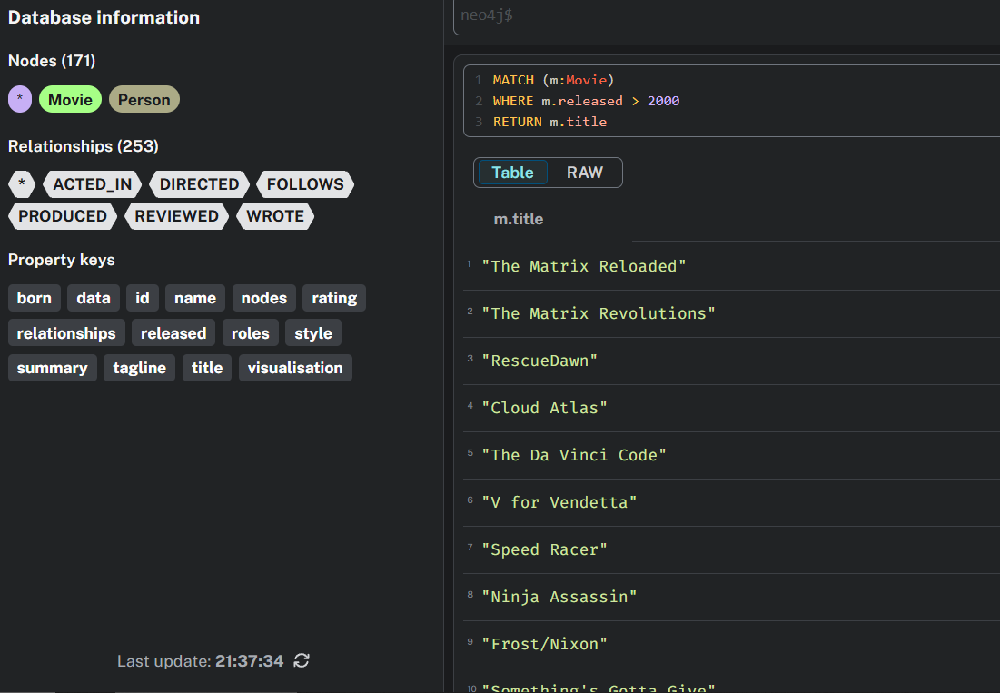 Database information
Nodes (171)
* Movie Person
Relationships (253)
* ACTED_IN DIRECTED FOLLOWS
PRODUCED REVIEWED WROTE
Property keys
born data id name nodes rating
relationships released roles style
summary tagline title visualisation
Last update: 21:37:34
neo4j$
1 MATCH (m:Movie)
2 WHERE m.released > 2000
3 RETURN m.title
Table RAW
m.title
1 "The Matrix Reloaded"
2 "The Matrix Revolutions"
3 "RescueDawn"
4 "Cloud Atlas"
5 "The Da Vinci Code"
6 "V for Vendetta"
7 "Speed Racer"
8 "Ninja Assassin"
9 "Frost/Nixon"
10 "Something's Gotta Give"